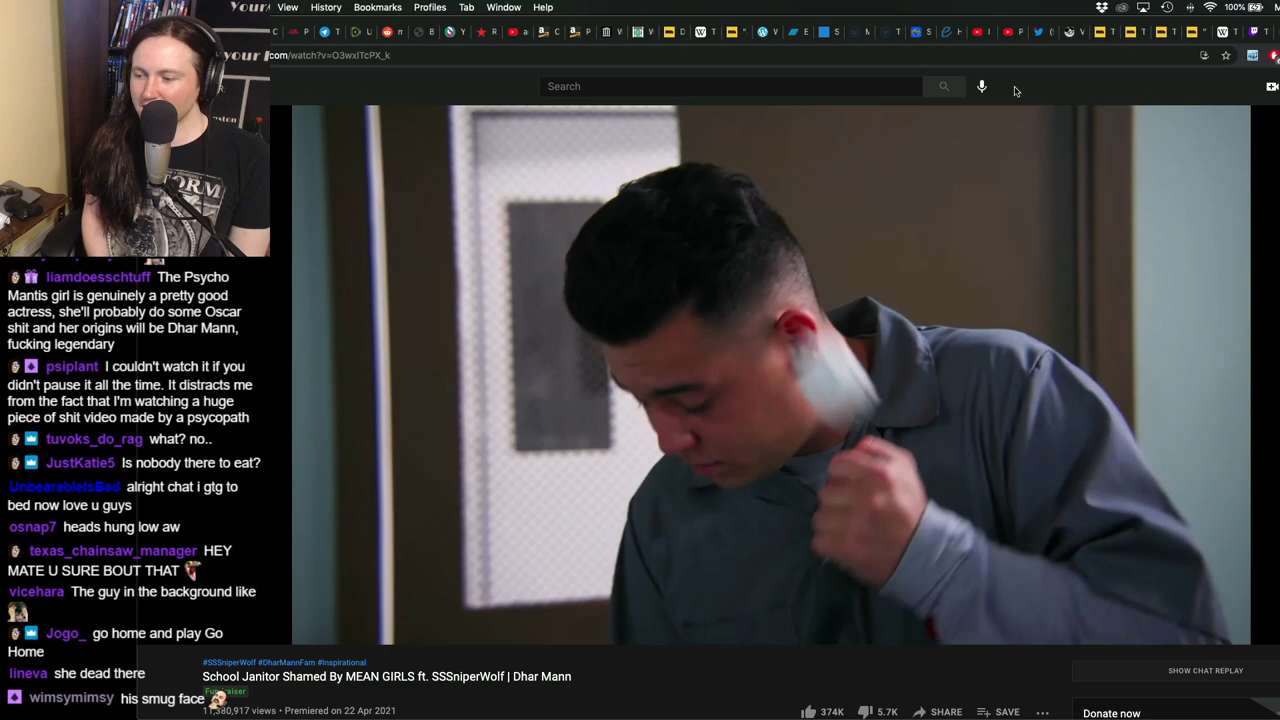 View History Bookmarks Profiles Tab Window Help 100%
com/watch?v=O3wxITcPX_k
Search
liamdoesschtuff The Psycho
Mantis girl is genuinely a pretty good
actress, she'll probably do some Oscar
shit and her origins will be Dhar Mann,
fucking legendary
psiplant I couldn't watch it if you
didn't pause it all the time. It distracts me
from the fact that I'm watching a huge
piece of shit video made by a psycopath
tuvoks_do_rag what? no..
JustKatie5 Is nobody there to eat?
UnbearableIsBad alright chat i gtg to
bed now love u guys
osnap7 heads hung low aw
texas_chainsaw_manager HEY
MATE U SURE BOUT THAT
vicehara The guy in the background like
Jogo_ go home and play Go
Home
lineva she dead there
wimsymimsy his smug face
#SSSniperWolf #DharMannFam #Inspirational
School Janitor Shamed By MEAN GIRLS ft. SSSniperWolf | Dhar Mann
Fundraiser
11,380,917 views • Premiered on 22 Apr 2021
374K 5.7K SHARE SAVE
SHOW CHAT REPLAY
Donate now